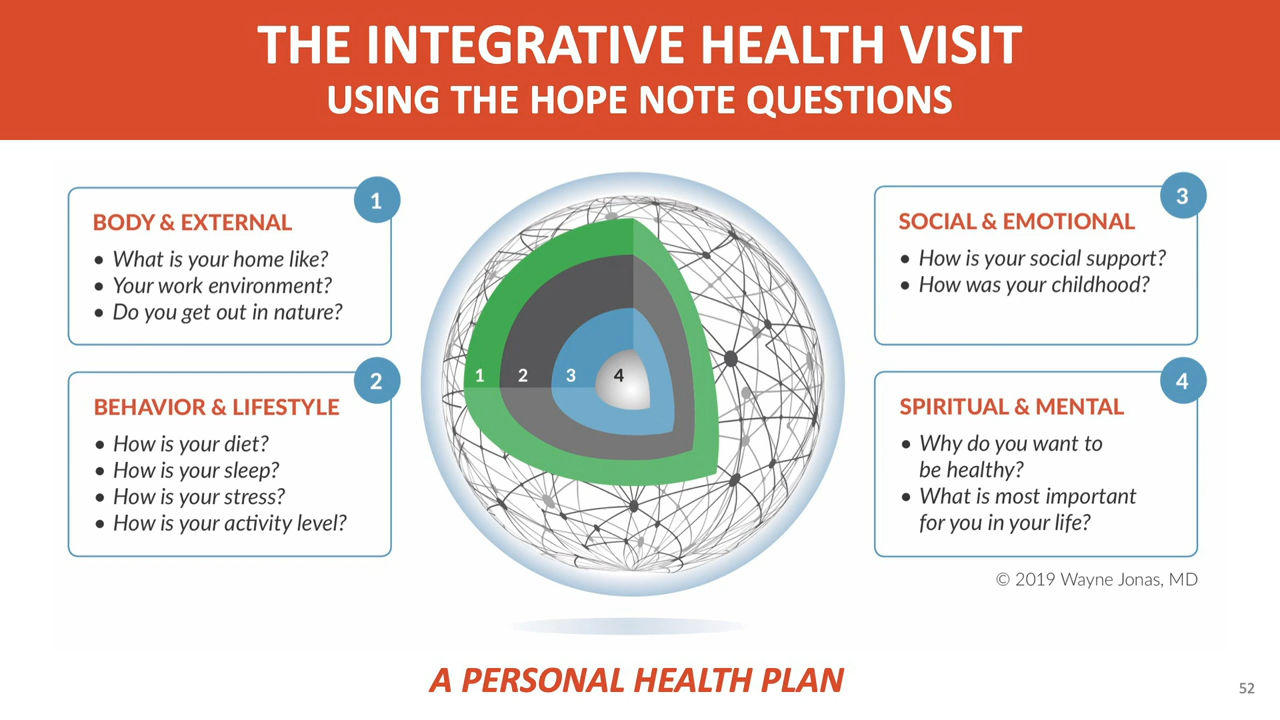 THE INTEGRATIVE HEALTH VISIT
USING THE HOPE NOTE QUESTIONS
1
BODY & EXTERNAL
• What is your home like?
• Your work environment?
• Do you get out in nature?
2
BEHAVIOR & LIFESTYLE
• How is your diet?
• How is your sleep?
• How is your stress?
• How is your activity level?
1 2 3 4
3
SOCIAL & EMOTIONAL
• How is your social support?
• How was your childhood?
4
SPIRITUAL & MENTAL
• Why do you want to
be healthy?
• What is most important
for you in your life?
© 2019 Wayne Jonas, MD
A PERSONAL HEALTH PLAN
52